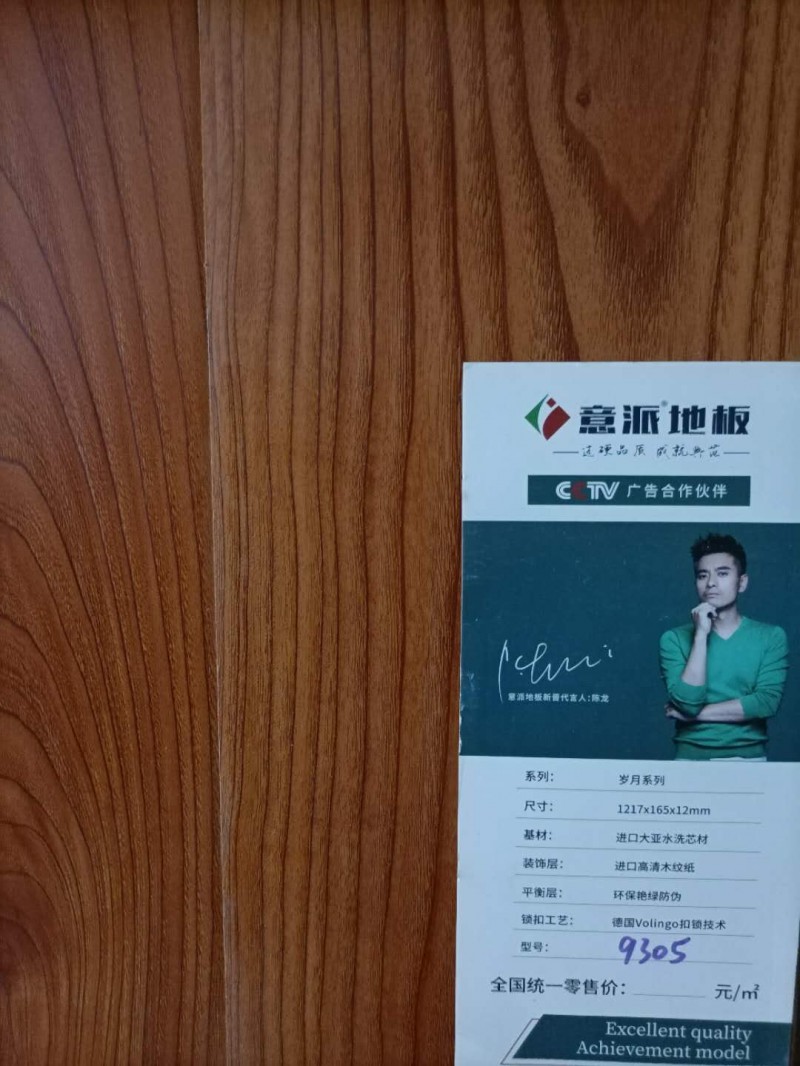 意派®地板
过硬品质 成就典范
CCTV 广告合作伙伴
意派地板新晋代言人:陈龙
系列: 岁月系列
尺寸: 1217x165x12mm
基材: 进口大亚水洗芯材
装饰层: 进口高清木纹纸
平衡层: 环保艳绿防伪
锁扣工艺: 德国Volingo扣锁技术
型号: 9305
全国统一零售价: 元/㎡
Excellent quality
Achievement model